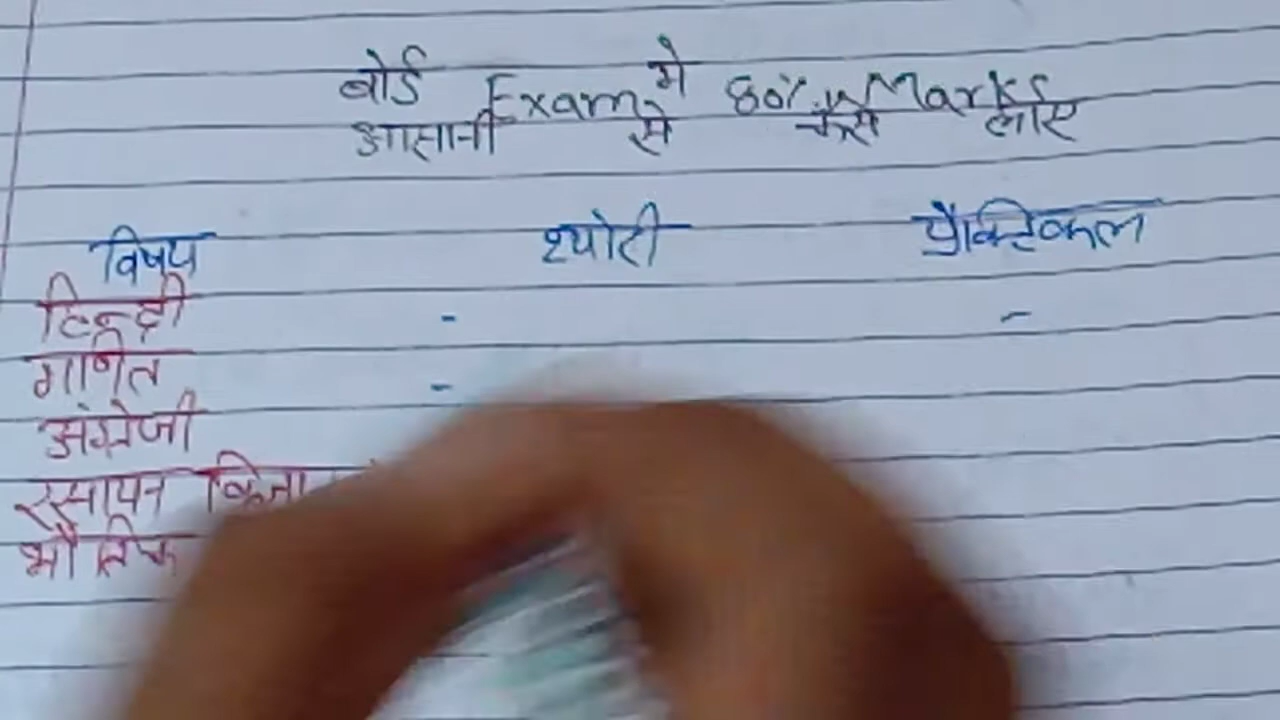 बोर्ड Exam में 80% Marks
आसानी से कैसे लाए
विषय थ्योरी प्रैक्टिकल
हिन्दी - -
गणित -
अंग्रेजी
रसायन
भौतिक